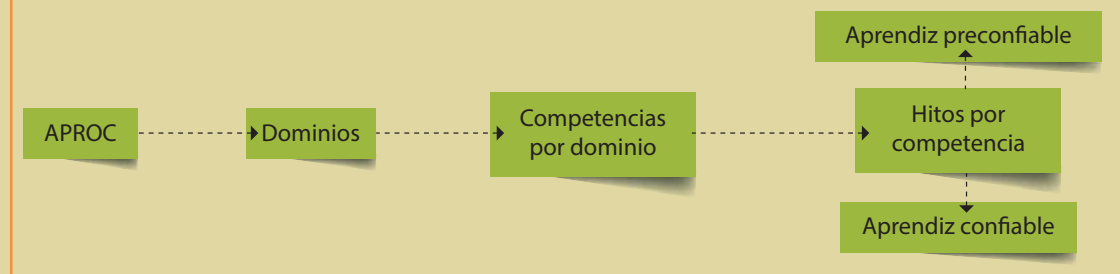 Aprendiz preconfiable
APROC
Dominios
Competencias
por dominio
Hitos por
competencia
Aprendiz confiable